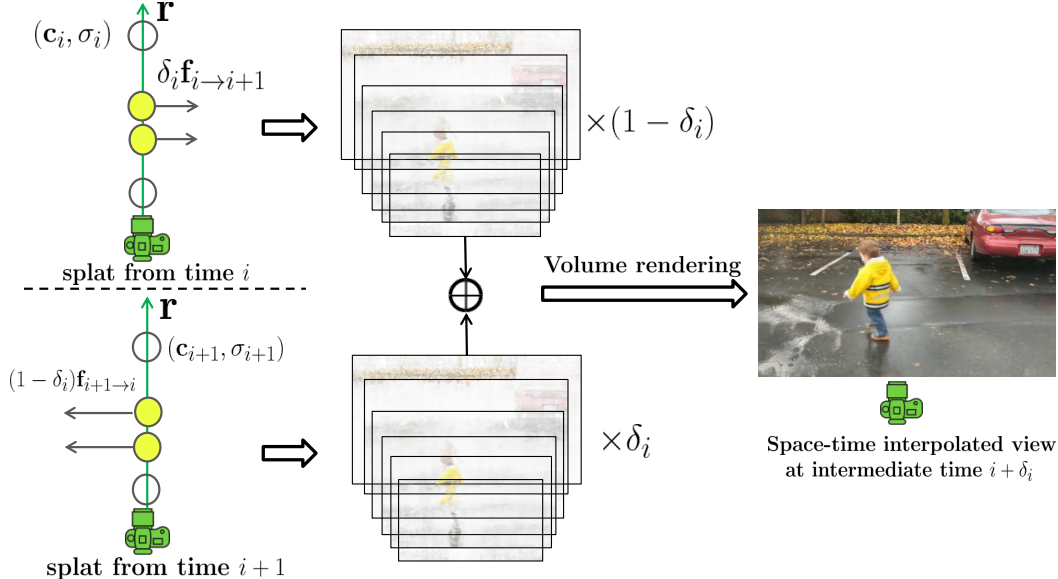 r
(c_i, σ_i)
δ_i f_{i→i+1}
×(1 − δ_i)
splat from time i
Volume rendering
r
(c_{i+1}, σ_{i+1})
(1 − δ_i)f_{i+1→i}
×δ_i
Space-time interpolated view
at intermediate time i + δ_i
splat from time i + 1